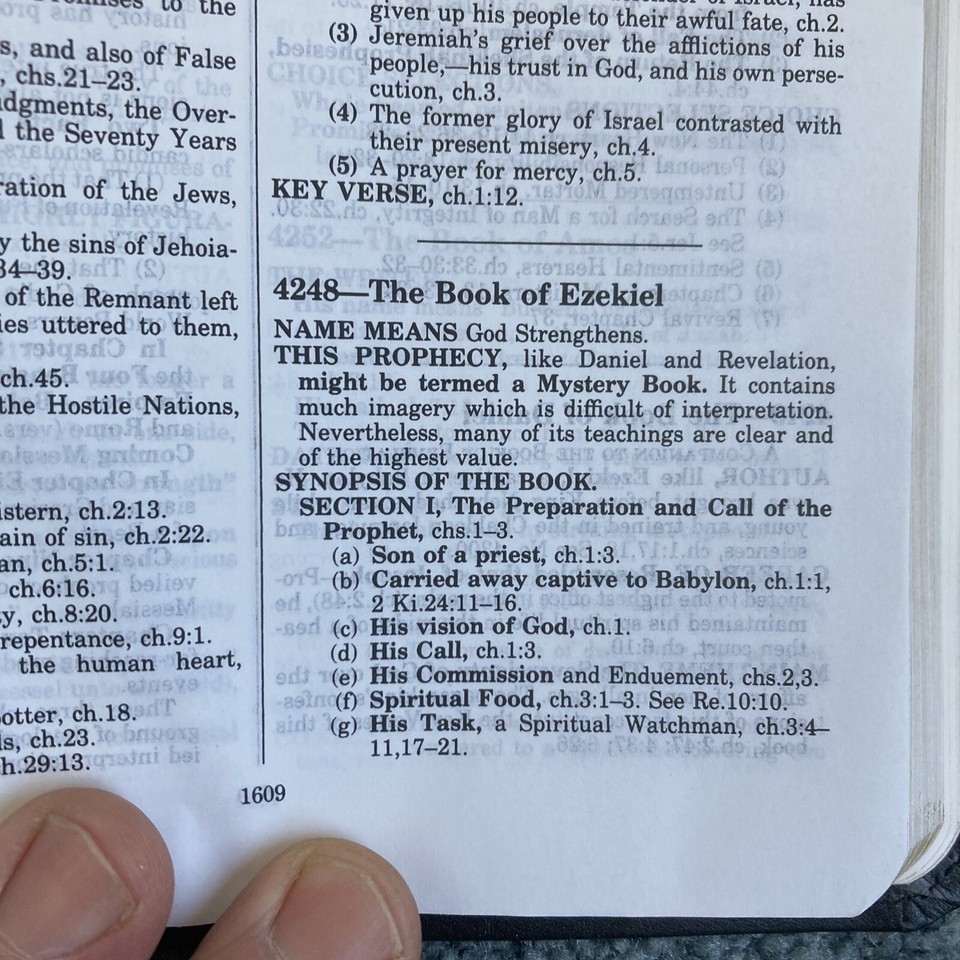 to the
s, and also of False
, chs.21–23.
dgments, the Over-
the Seventy Years
ration of the Jews,
y the sins of Jehoia-
34–39.
of the Remnant left
ies uttered to them,
ch.45.
the Hostile Nations,
istern, ch.2:13.
ain of sin, ch.2:22.
an, ch.5:1.
ch.6:16.
y, ch.8:20.
repentance, ch.9:1.
the human heart,
otter, ch.18.
ls, ch.23.
h.29:13.
given up his people to their awful fate, ch.2.
(3) Jeremiah's grief over the afflictions of his
people,—his trust in God, and his own perse-
cution, ch.3.
(4) The former glory of Israel contrasted with
their present misery, ch.4.
(5) A prayer for mercy, ch.5.
KEY VERSE, ch.1:12.
4248—The Book of Ezekiel
NAME MEANS God Strengthens.
THIS PROPHECY, like Daniel and Revelation,
might be termed a Mystery Book. It contains
much imagery which is difficult of interpretation.
Nevertheless, many of its teachings are clear and
of the highest value.
SYNOPSIS OF THE BOOK.
SECTION I, The Preparation and Call of the
Prophet, chs.1–3.
(a) Son of a priest, ch.1:3.
(b) Carried away captive to Babylon, ch.1:1,
2 Ki.24:11–16.
(c) His vision of God, ch.1.
(d) His Call, ch.1:3.
(e) His Commission and Enduement, chs.2,3.
(f) Spiritual Food, ch.3:1–3. See Re.10:10.
(g) His Task, a Spiritual Watchman, ch.3:4–
11,17–21.
1609